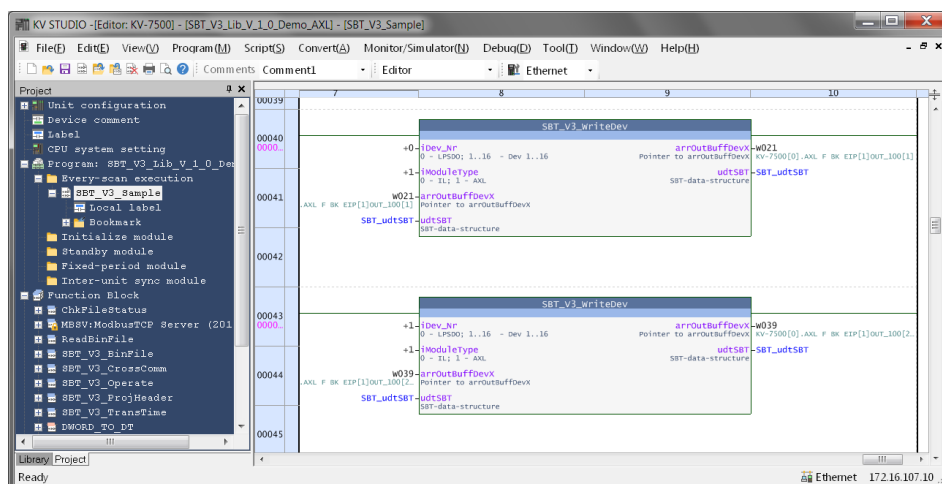 KV STUDIO -[Editor: KV-7500] - [SBT_V3_Lib_V_1_0_Demo_AXL] - [SBT_V3_Sample]
File(F) Edit(E) View(V) Program(M) Script(S) Convert(A) Monitor/Simulator(N) Debug(D) Tool(T) Window(W) Help(H)
Comments Comment1 Editor Ethernet
Project
Unit configuration
Device comment
Label
CPU system setting
Program: SBT_V3_Lib_V_1_0_Der
Every-scan execution
SBT_V3_Sample
Local label
Bookmark
Initialize module
Standby module
Fixed-period module
Inter-unit sync module
Function Block
ChkFileStatus
MBSV:ModbusTCP Server (201
ReadBinFile
SBT_V3_BinFile
SBT_V3_CrossComm
SBT_V3_Operate
SBT_V3_ProjHeader
SBT_V3_TransTime
DWORD_TO_DT
Library Project
7 8 9 10
00039
00040
0000...
SBT_V3_WriteDev
+0 iDev_Nr arrOutBuffDevX W021
0 - LPSDO; 1..16 - Dev 1..16 Pointer to arrOutBuffDevX KV-7500[0].AXL F BK EIP[1]OUT_100[1]
+1 iModuleType udtSBT SBT_udtSBT
0 - IL; 1 - AXL SBT-data-structure
00041
W021 arrOutBuffDevX
.AXL F BK EIP[1]OUT_100[1] Pointer to arrOutBuffDevX
SBT_udtSBT udtSBT
SBT-data-structure
00042
00043
0000...
SBT_V3_WriteDev
+1 iDev_Nr arrOutBuffDevX W039
0 - LPSDO; 1..16 - Dev 1..16 Pointer to arrOutBuffDevX KV-7500[0].AXL F BK EIP[1]OUT_100[2...
+1 iModuleType udtSBT SBT_udtSBT
0 - IL; 1 - AXL SBT-data-structure
00044
W039 arrOutBuffDevX
.AXL F BK EIP[1]OUT_100[2... Pointer to arrOutBuffDevX
SBT_udtSBT udtSBT
SBT-data-structure
00045
Ready Ethernet 172.16.107.10